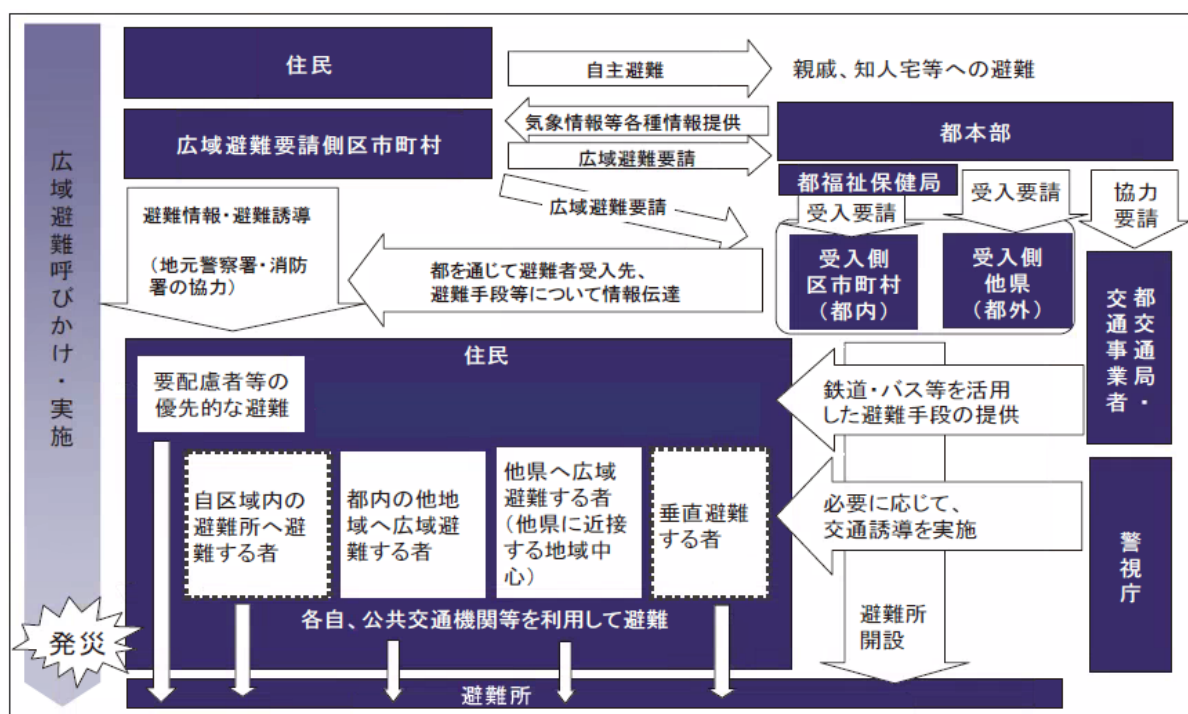 広域避難呼びかけ・実施
発災
住民
自主避難
親戚、知人宅等への避難
広域避難要請側区市町村
気象情報等各種情報提供
広域避難要請
都本部
都福祉保健局
広域避難要請
受入要請
受入要請
協力
要請
避難情報・避難誘導
（地元警察署・消防
署の協力）
都を通じて避難者受入先、
避難手段等について情報伝達
受入側
区市町村
（都内）
受入側
他県
（都外）
都交通局・
交通事業者
住民
要配慮者等の
優先的な避難
鉄道・バス等を活用
した避難手段の提供
自区域内の
避難所へ避
難する者
都内の他地
域へ広域避
難する者
他県へ広域
避難する者
（他県に近接
する地域中
心）
垂直避難
する者
必要に応じて、
交通誘導を実施
警視庁
各自、公共交通機関等を利用して避難
避難所
開設
避難所